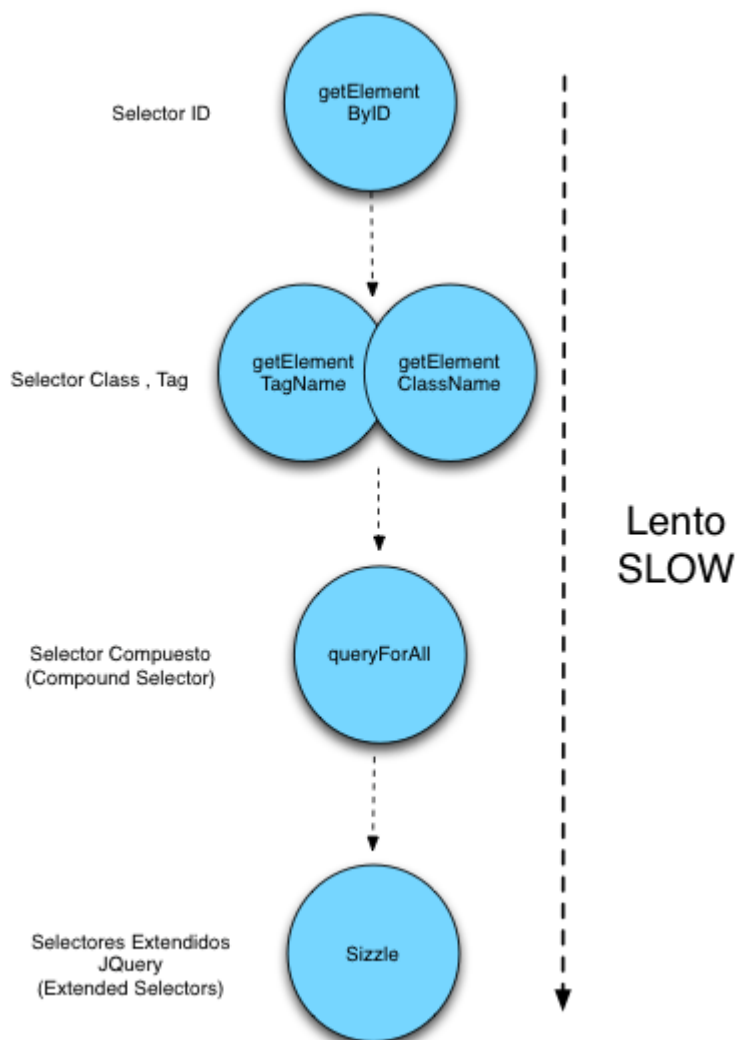 getElement
ByID
Selector ID
getElement
TagName
getElement
ClassName
Selector Class , Tag
Lento
SLOW
Selector Compuesto
(Compound Selector)
queryForAll
Selectores Extendidos
JQuery
(Extended Selectors)
Sizzle